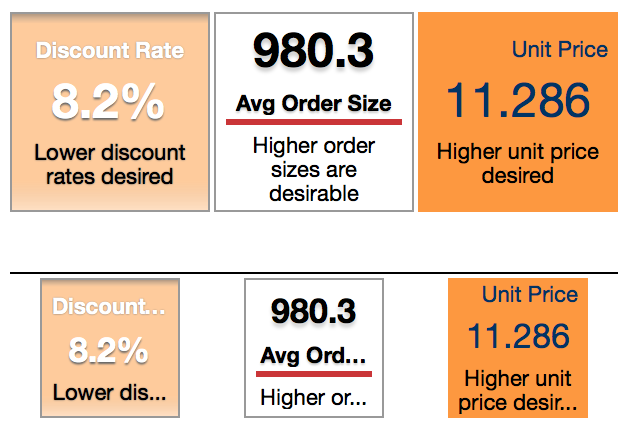 Discount Rate
8.2%
Lower discount
rates desired
980.3
Avg Order Size
Higher order
sizes are
desirable
Unit Price
11.286
Higher unit price
desired
Discount...
8.2%
Lower dis...
980.3
Avg Ord...
Higher or...
Unit Price
11.286
Higher unit
price desir...